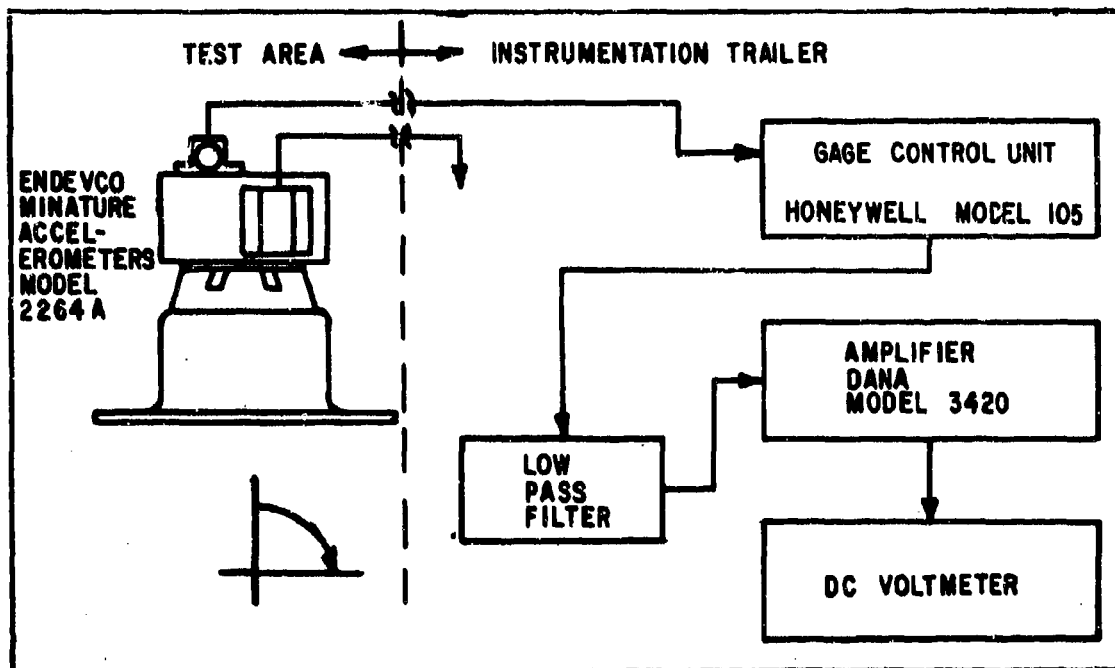 TEST AREA
INSTRUMENTATION TRAILER
ENDEVCO
MINATURE
ACCEL-
EROMETERS
MODEL
2264A
GAGE CONTROL UNIT
HONEYWELL MODEL 105
AMPLIFIER
DANA
MODEL 3420
LOW
PASS
FILTER
DC VOLTMETER